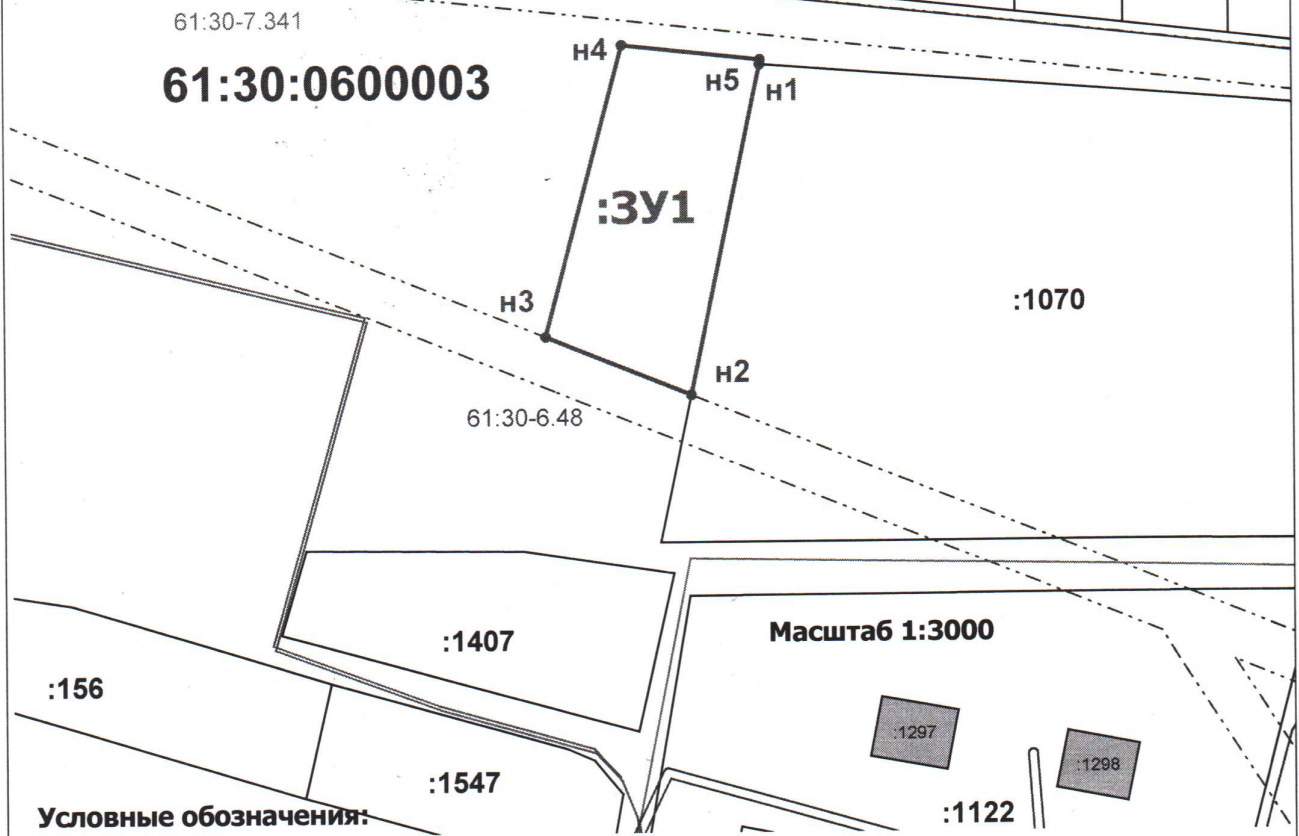 61:30-7.341
61:30:0600003
н4
н5
н1
:ЗУ1
:1070
н3
н2
61:30-6.48
:1407
Масштаб 1:3000
:156
:1297
:1298
:1547
:1122
Условные обозначения: